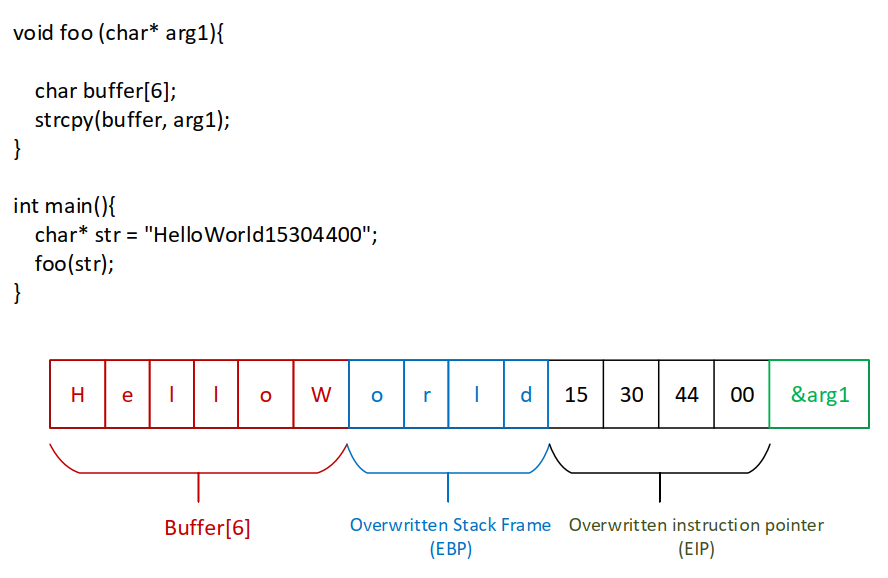 void foo (char* arg1){
char buffer[6];
strcpy(buffer, arg1);
}
int main(){
char* str = "HelloWorld15304400";
foo(str);
}
H e l l o W o r l d 15 30 44 00 &arg1
Buffer[6]
Overwritten Stack Frame
(EBP)
Overwritten instruction pointer
(EIP)